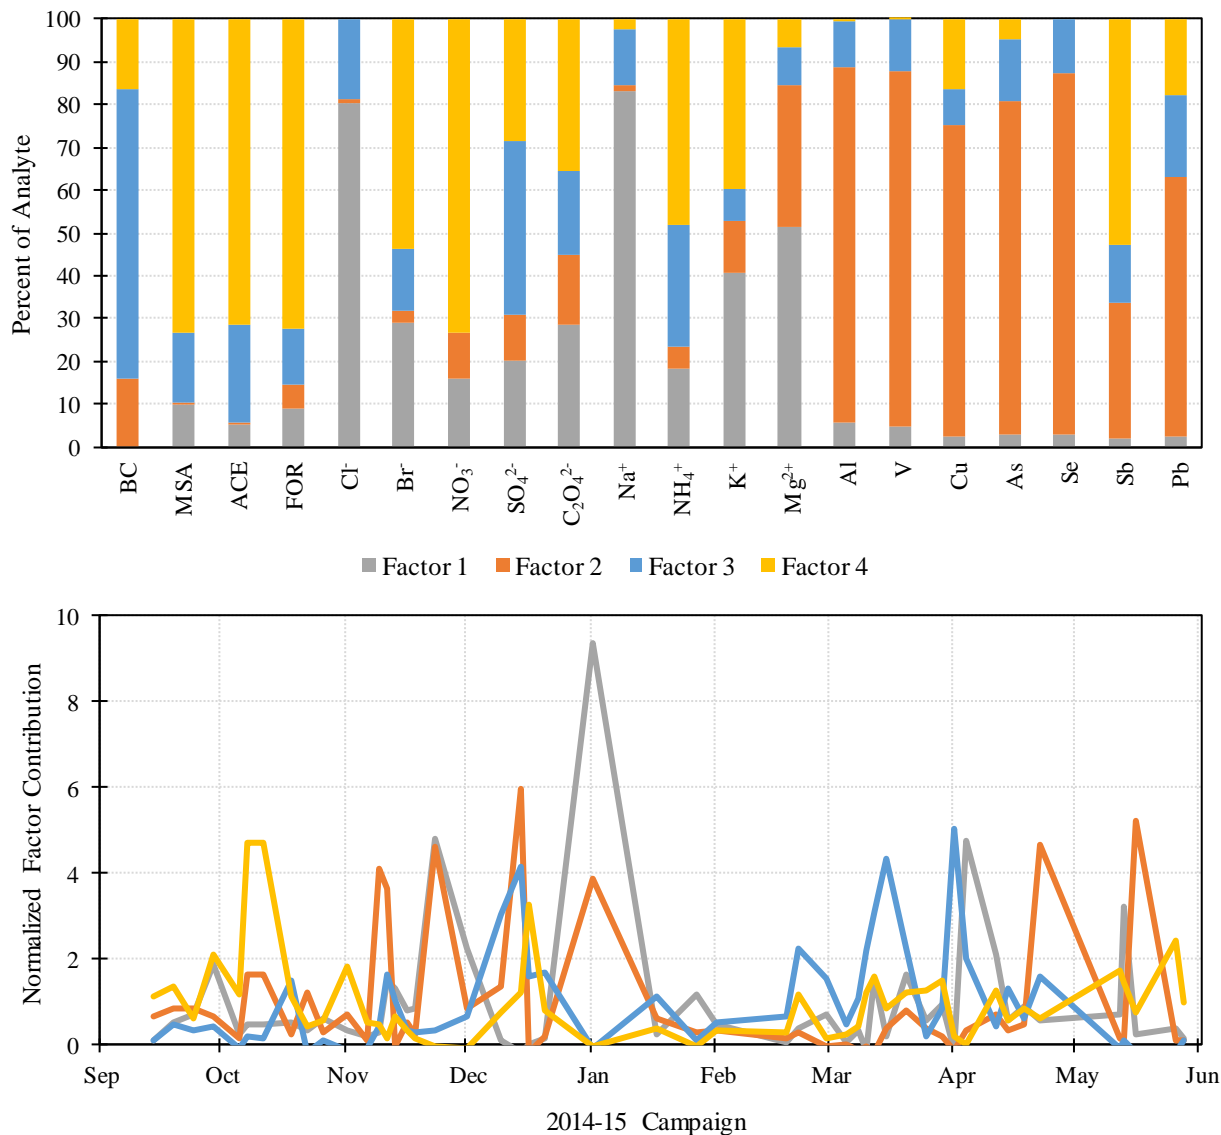 Percent of Analyte
100
90
80
70
60
50
40
30
20
10
0
BC
MSA
ACE
FOR
Cl⁻
Br⁻
NO₃⁻
SO₄²⁻
C₂O₄²⁻
Na⁺
NH₄⁺
K⁺
Mg²⁺
Al
V
Cu
As
Se
Sb
Pb
Factor 1 Factor 2 Factor 3 Factor 4
Normalized Factor Contribution
10
8
6
4
2
0
Sep Oct Nov Dec Jan Feb Mar Apr May Jun
2014-15 Campaign